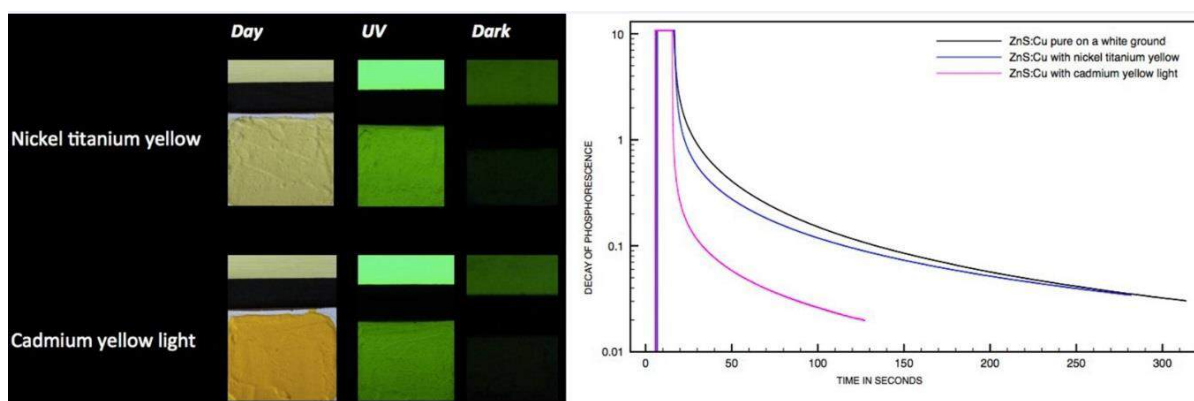 Day UV Dark
Nickel titanium yellow
Cadmium yellow light
ZnS:Cu pure on a white ground
ZnS:Cu with nickel titanium yellow
ZnS:Cu with cadmium yellow light
DECAY OF PHOSPHORESCENCE
10
1
0.1
0.01
0 50 100 150 200 250 300
TIME IN SECONDS